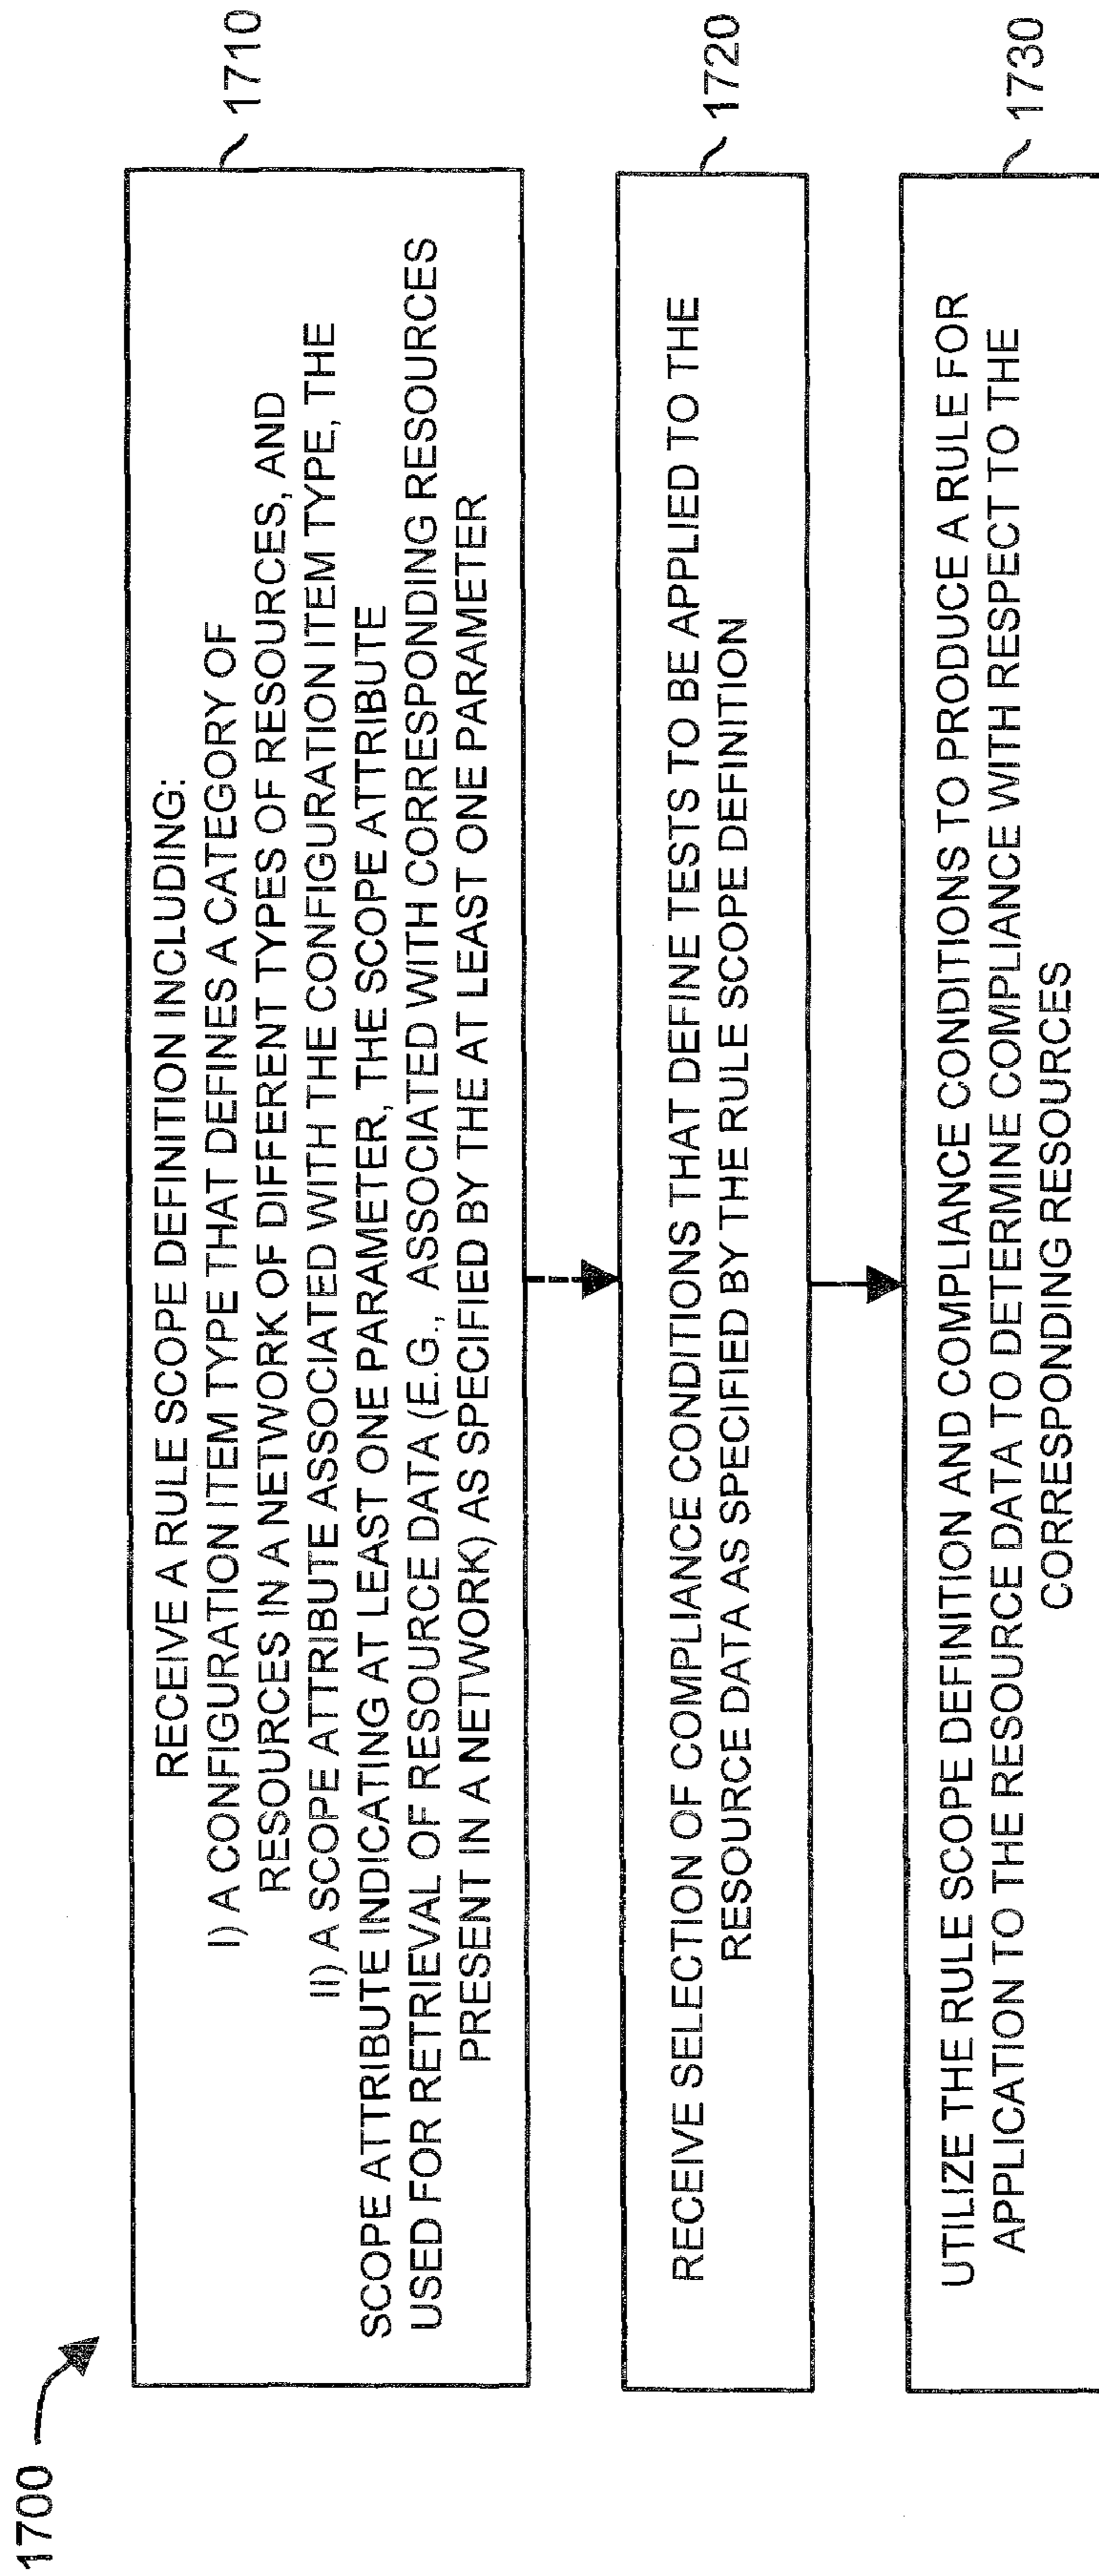 1700
RECEIVE A RULE SCOPE DEFINITION INCLUDING:
I) A CONFIGURATION ITEM TYPE THAT DEFINES A CATEGORY OF
RESOURCES IN A NETWORK OF DIFFERENT TYPES OF RESOURCES, AND
II) A SCOPE ATTRIBUTE ASSOCIATED WITH THE CONFIGURATION ITEM TYPE, THE
SCOPE ATTRIBUTE INDICATING AT LEAST ONE PARAMETER, THE SCOPE ATTRIBUTE
USED FOR RETRIEVAL OF RESOURCE DATA (E.G., ASSOCIATED WITH CORRESPONDING RESOURCES
PRESENT IN A NETWORK) AS SPECIFIED BY THE AT LEAST ONE PARAMETER
1710
RECEIVE SELECTION OF COMPLIANCE CONDITIONS THAT DEFINE TESTS TO BE APPLIED TO THE
RESOURCE DATA AS SPECIFIED BY THE RULE SCOPE DEFINITION
1720
UTILIZE THE RULE SCOPE DEFINITION AND COMPLIANCE CONDITIONS TO PRODUCE A RULE FOR
APPLICATION TO THE RESOURCE DATA TO DETERMINE COMPLIANCE WITH RESPECT TO THE
CORRESPONDING RESOURCES
1730